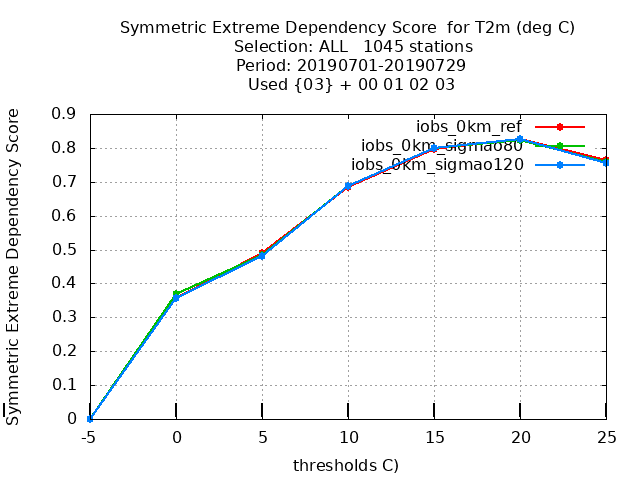 Symmetric Extreme Dependency Score  for T2m (deg C)
Selection: ALL   1045 stations
Period: 20190701-20190729
Used {03} + 00 01 02 03
Symmetric Extreme Dependency Score
0.9
0.8
0.7
0.6
0.5
0.4
0.3
0.2
0.1
0
iobs_0km_ref
iobs_0km_sigmao80
iobs_0km_sigmao120
-5 0 5 10 15 20 25
thresholds C)